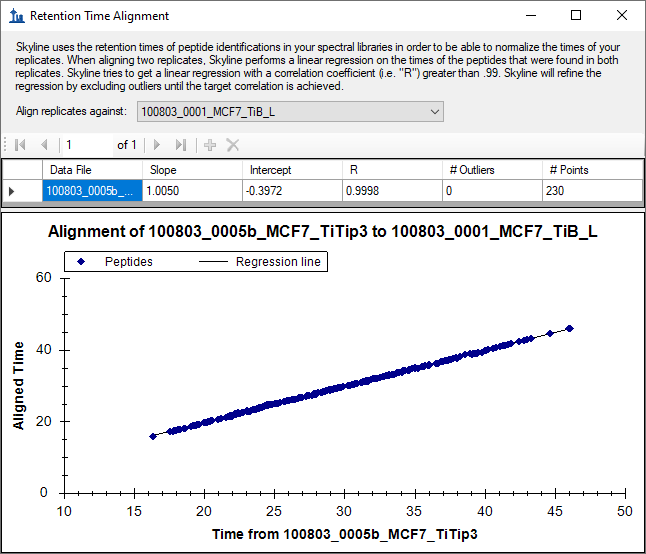 Retention Time Alignment
Skyline uses the retention times of peptide identifications in your spectral libraries in order to be able to normalize the times of your
replicates. When aligning two replicates, Skyline performs a linear regression on the times of the peptides that were found in both
replicates. Skyline tries to get a linear regression with a correlation coefficient (i.e. "R") greater than .99. Skyline will refine the
regression by excluding outliers until the target correlation is achieved.
Align replicates against: 100803_0001_MCF7_TiB_L
1 of 1
Data File Slope Intercept R # Outliers # Points
100803_0005b_... 1.0050 -0.3972 0.9998 0 230
Alignment of 100803_0005b_MCF7_TiTip3 to 100803_0001_MCF7_TiB_L
Peptides Regression line
60
40
20
0
Aligned Time
10 15 20 25 30 35 40 45 50
Time from 100803_0005b_MCF7_TiTip3